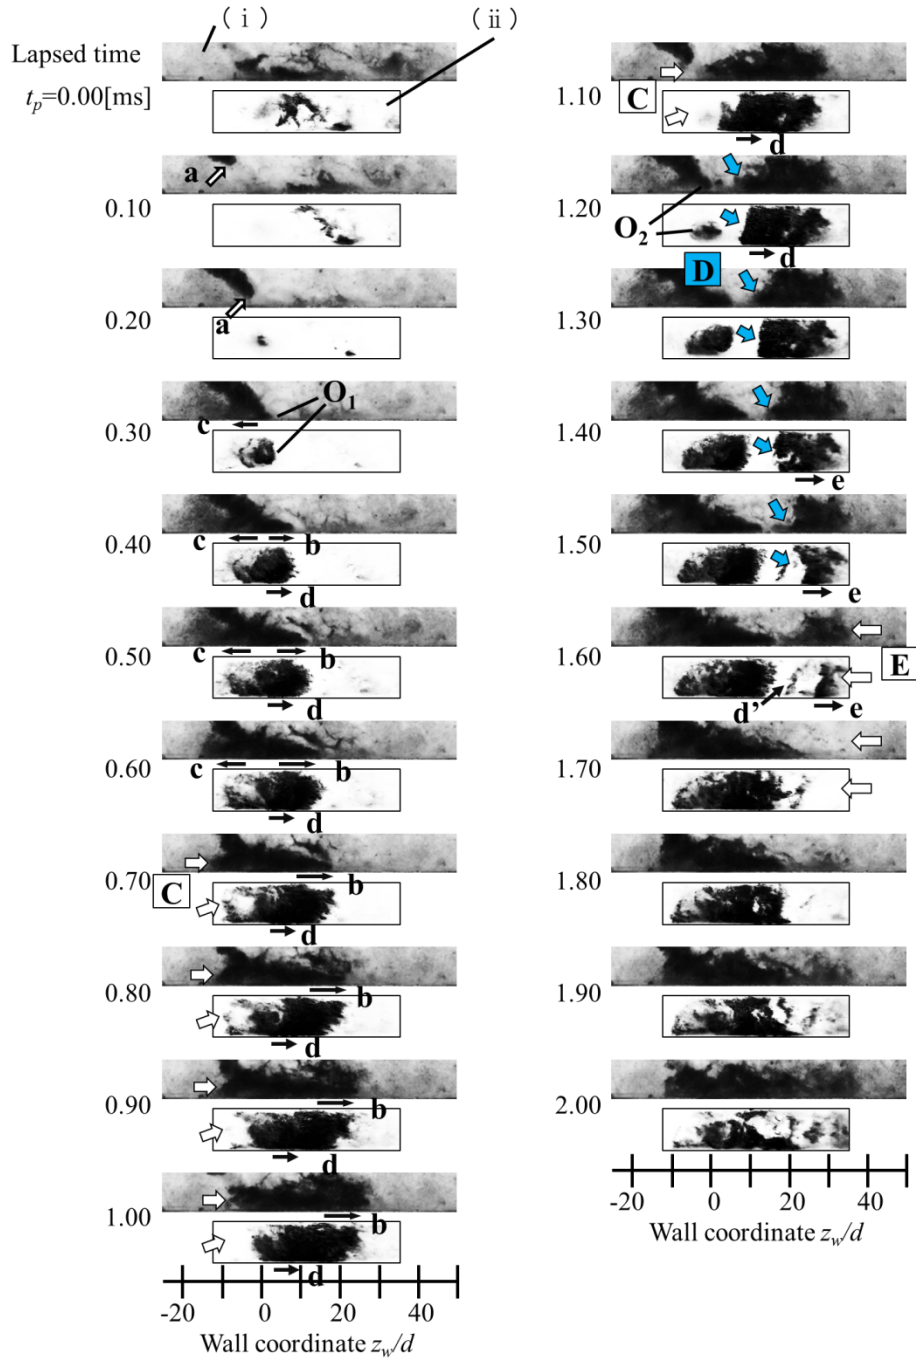 ( i )
( ii )
Lapsed time
tp=0.00[ms]
a
0.10
a
0.20
O1
c
0.30
c
b
0.40
d
c
b
0.50
d
c
b
0.60
d
0.70
b
C
d
0.80
b
d
0.90
b
d
1.00
b
d
-20 0 20 40
Wall coordinate zw/d
C
1.10
d
1.20
O2
d
D
1.30
1.40
e
1.50
e
1.60
E
d'
e
1.70
1.80
1.90
2.00
-20 0 20 40
Wall coordinate zw/d